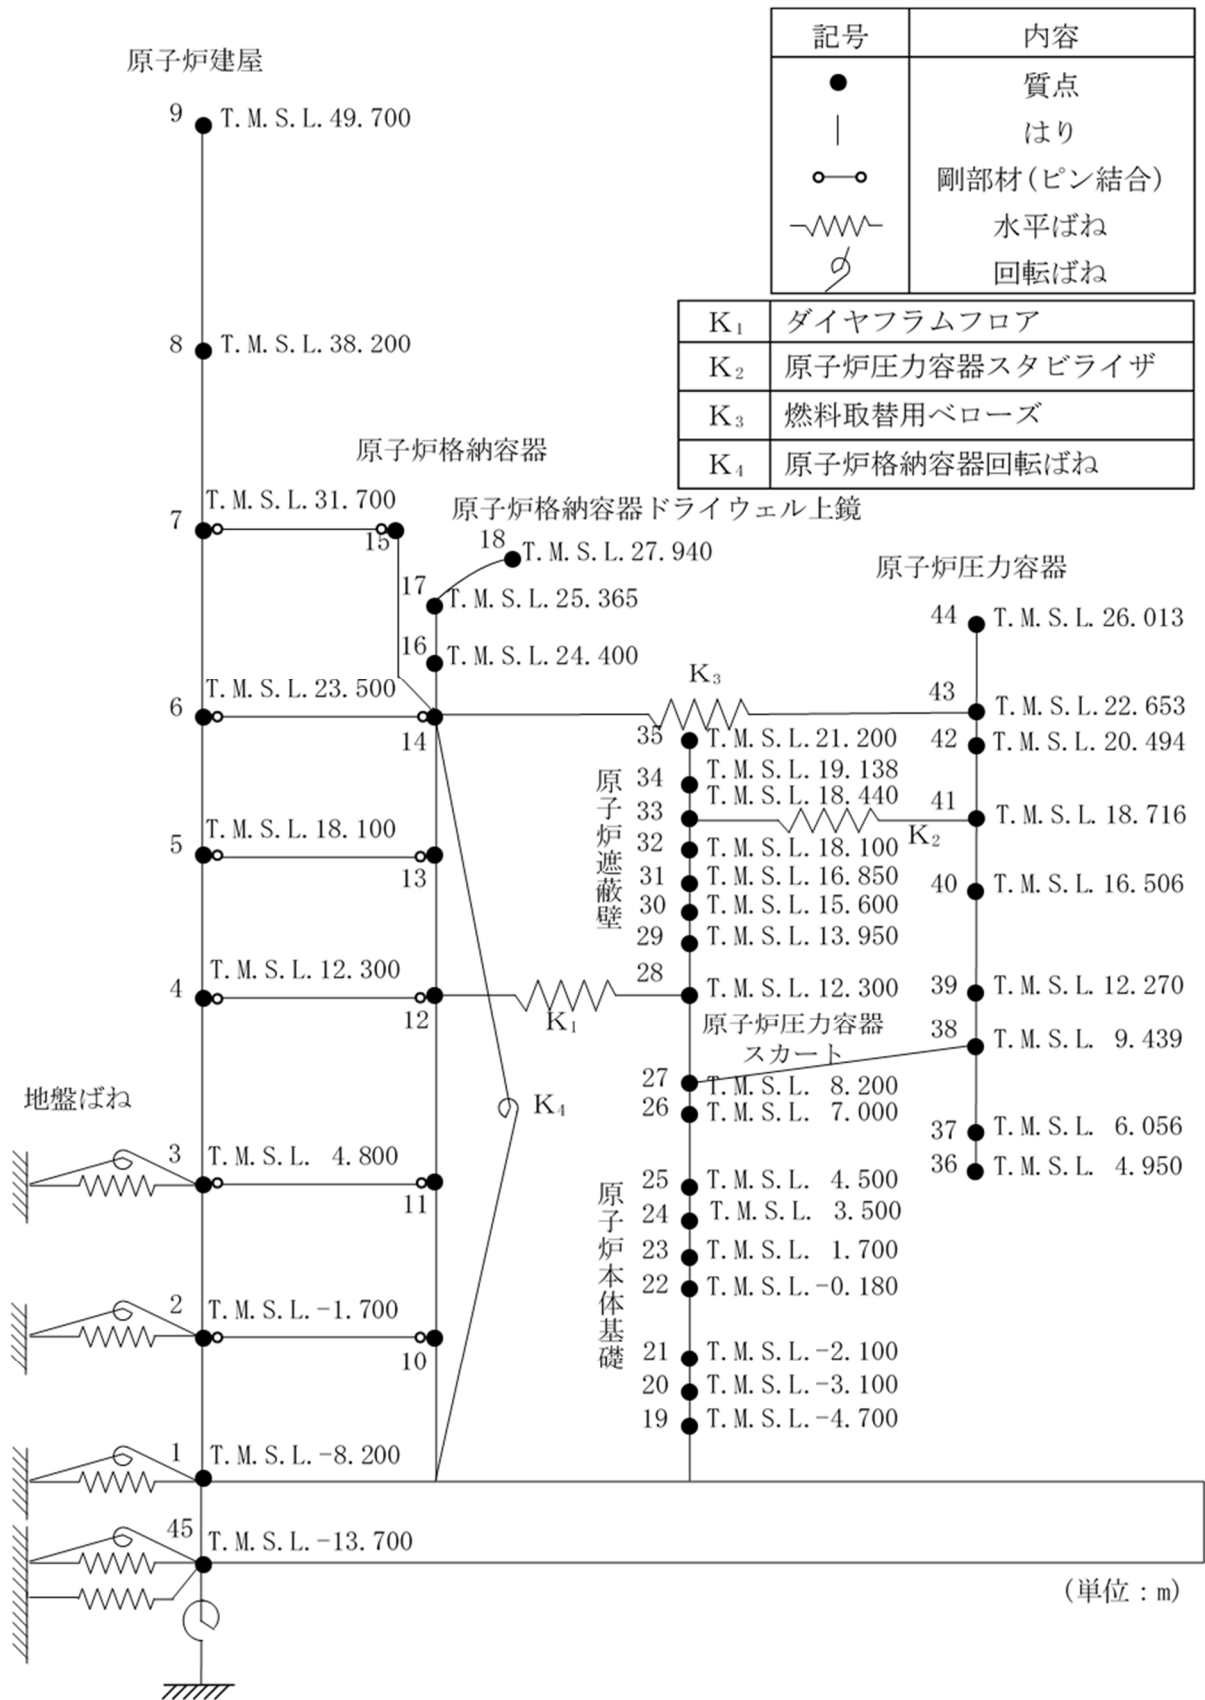 記号 内容
質点
はり
剛部材(ピン結合)
水平ばね
回転ばね
K₁ ダイヤフラムフロア
K₂ 原子炉圧力容器スタビライザ
K₃ 燃料取替用ベローズ
K₄ 原子炉格納容器回転ばね
原子炉建屋
9 T.M.S.L.49.700
8 T.M.S.L.38.200
7 T.M.S.L.31.700
6 T.M.S.L.23.500
5 T.M.S.L.18.100
4 T.M.S.L.12.300
地盤ばね
3 T.M.S.L. 4.800
2 T.M.S.L.-1.700
1 T.M.S.L.-8.200
45 T.M.S.L.-13.700
原子炉格納容器
15
原子炉格納容器ドライウェル上鏡
18 T.M.S.L.27.940
17 T.M.S.L.25.365
16 T.M.S.L.24.400
14
13
12
11
10
K₃
K₂
K₁
K₄
35 T.M.S.L.21.200
34 T.M.S.L.19.138
33 T.M.S.L.18.440
32 T.M.S.L.18.100
31 T.M.S.L.16.850
30 T.M.S.L.15.600
29 T.M.S.L.13.950
28 T.M.S.L.12.300
原子炉遮蔽壁
原子炉圧力容器
スカート
27 T.M.S.L. 8.200
26 T.M.S.L. 7.000
25 T.M.S.L. 4.500
24 T.M.S.L. 3.500
23 T.M.S.L. 1.700
22 T.M.S.L.-0.180
21 T.M.S.L.-2.100
20 T.M.S.L.-3.100
19 T.M.S.L.-4.700
原子炉本体基礎
原子炉圧力容器
44 T.M.S.L.26.013
43 T.M.S.L.22.653
42 T.M.S.L.20.494
41 T.M.S.L.18.716
40 T.M.S.L.16.506
39 T.M.S.L.12.270
38 T.M.S.L. 9.439
37 T.M.S.L. 6.056
36 T.M.S.L. 4.950
(単位:m)